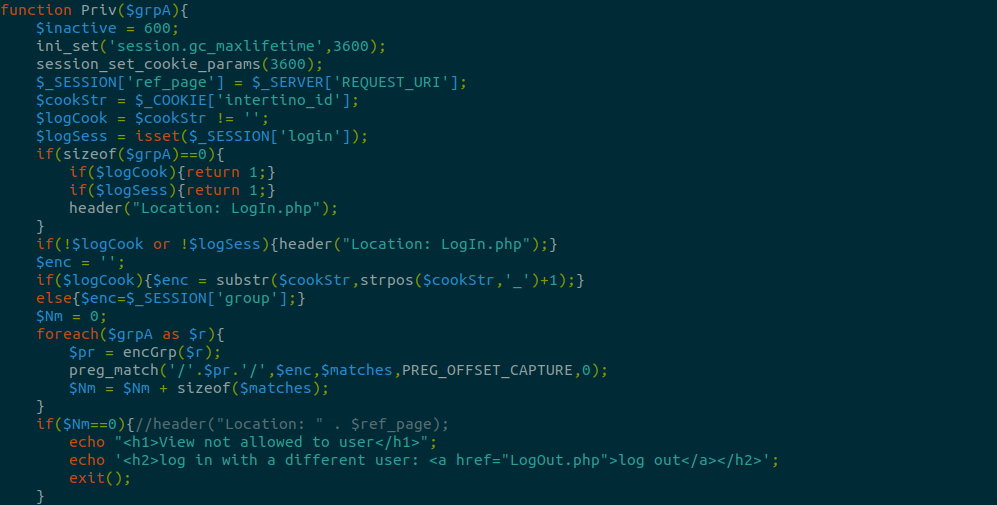 function Priv($grpA){
    $inactive = 600;
    ini_set('session.gc_maxlifetime',3600);
    session_set_cookie_params(3600);
    $_SESSION['ref_page'] = $_SERVER['REQUEST_URI'];
    $cookStr = $_COOKIE['intertino_id'];
    $logCook = $cookStr != '';
    $logSess = isset($_SESSION['login']);
    if(sizeof($grpA)==0){
        if($logCook){return 1;}
        if($logSess){return 1;}
        header("Location: LogIn.php");
    }
    if(!$logCook or !$logSess){header("Location: LogIn.php");}
    $enc = '';
    if($logCook){$enc = substr($cookStr,strpos($cookStr,'_')+1);}
    else{$enc=$_SESSION['group'];}
    $Nm = 0;
    foreach($grpA as $r){
        $pr = encGrp($r);
        preg_match('/'.$pr.'/',$enc,$matches,PREG_OFFSET_CAPTURE,0);
        $Nm = $Nm + sizeof($matches);
    }
    if($Nm==0){//header("Location: " . $ref_page);
        echo "<h1>View not allowed to user</h1>";
        echo '<h2>log in with a different user: <a href="LogOut.php">log out</a></h2>';
        exit();
    }